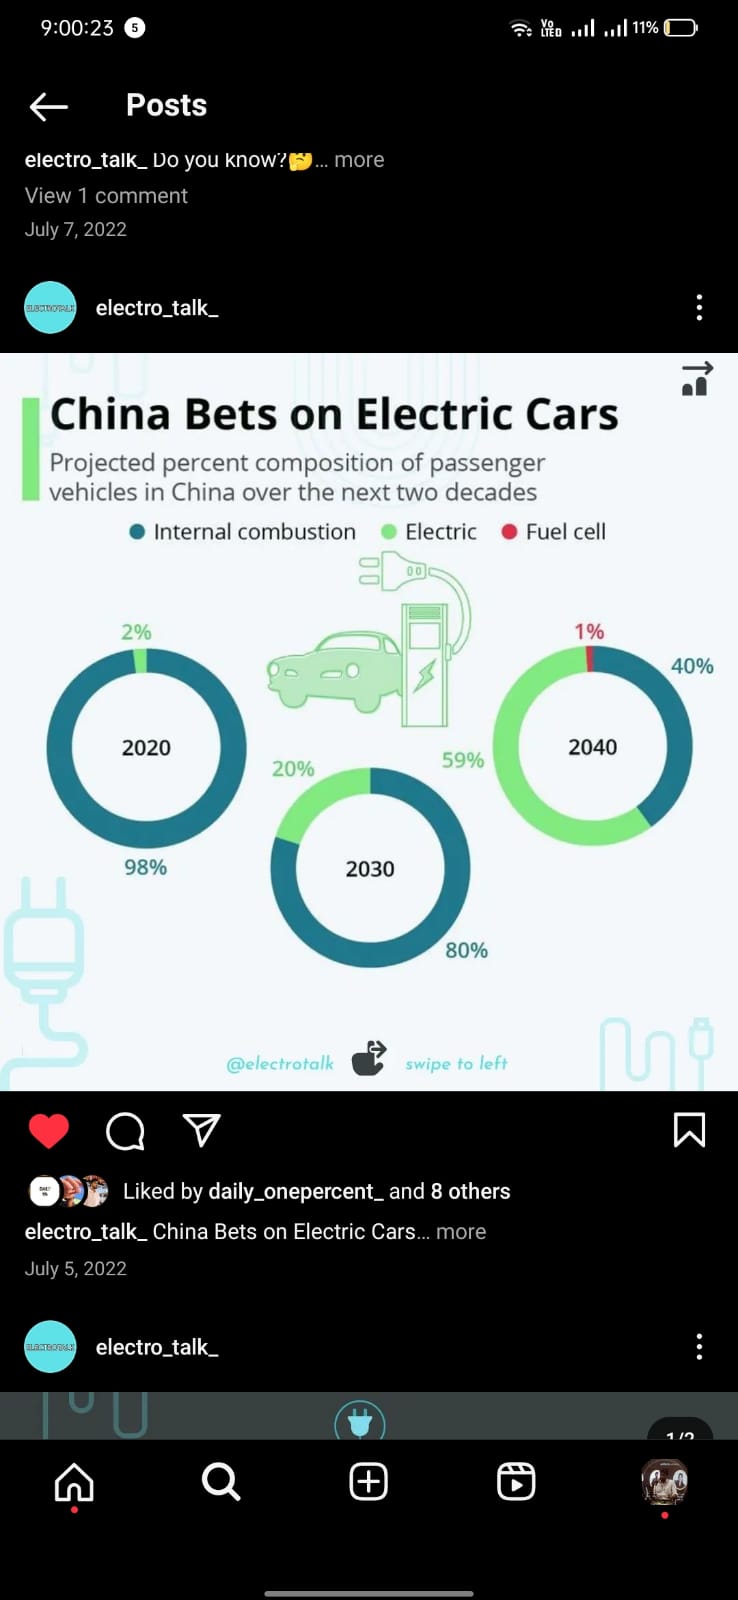 9:00:23 5 Vo LTED 11%
Posts
electro_talk_ Do you know?🤔... more
View 1 comment
July 7, 2022
ELECTROTALK electro_talk_
China Bets on Electric Cars
Projected percent composition of passenger
vehicles in China over the next two decades
Internal combustion Electric Fuel cell
2% 1%
40%
2020 2040
20% 59%
98% 2030
80%
@electrotalk swipe to left
Liked by daily_onepercent_ and 8 others
electro_talk_ China Bets on Electric Cars... more
July 5, 2022
ELECTROTALK electro_talk_
1/2